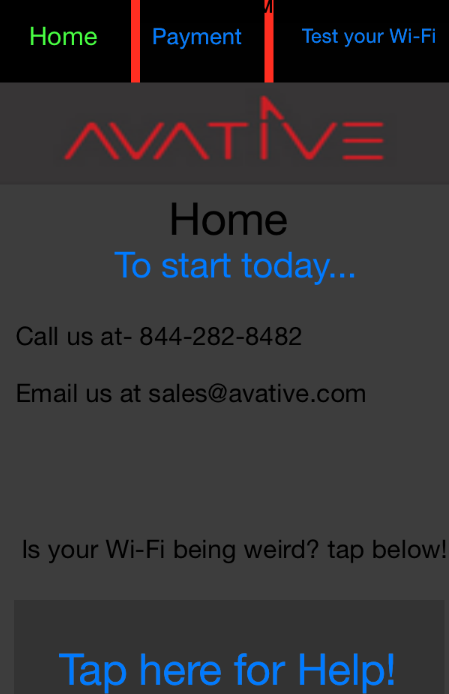 Home
Payment
Test your Wi-Fi
AVATIVE
Home
To start today...
Call us at- 844-282-8482
Email us at sales@avative.com
Is your Wi-Fi being weird? tap below!
Tap here for Help!